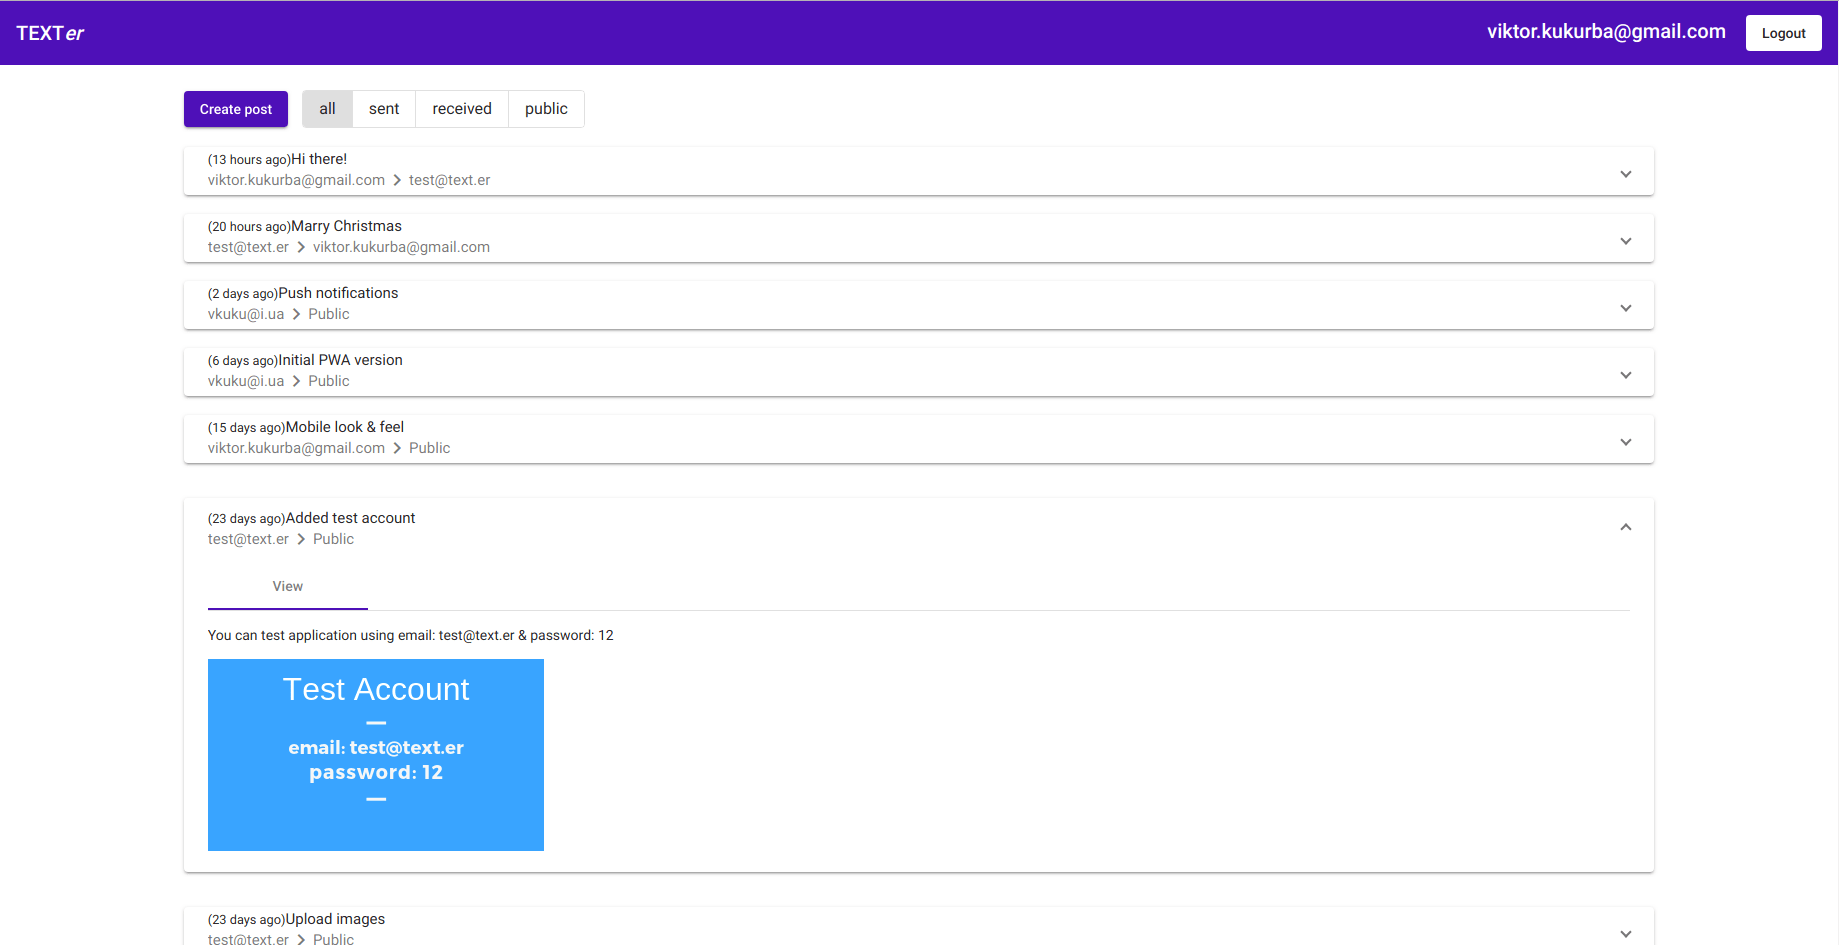 TEXTer
viktor.kukurba@gmail.com
Logout
Create post
all
sent
received
public
(13 hours ago)Hi there!
viktor.kukurba@gmail.com > test@text.er
(20 hours ago)Marry Christmas
test@text.er > viktor.kukurba@gmail.com
(2 days ago)Push notifications
vkuku@i.ua > Public
(6 days ago)Initial PWA version
vkuku@i.ua > Public
(15 days ago)Mobile look & feel
viktor.kukurba@gmail.com > Public
(23 days ago)Added test account
test@text.er > Public
View
You can test application using email: test@text.er & password: 12
Test Account
email: test@text.er
password: 12
(23 days ago)Upload images
test@text.er > Public